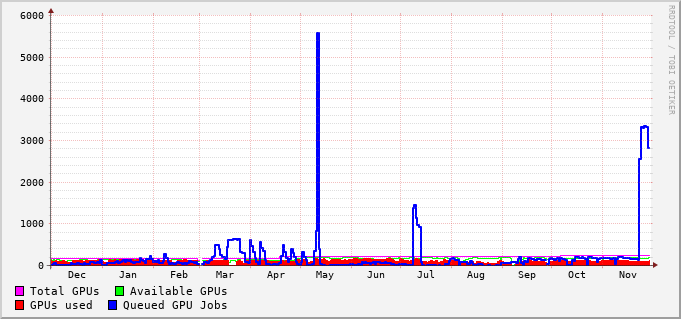 RRDTOOL / TOBI OETIKER
6000
5000
4000
3000
2000
1000
0
Dec Jan Feb Mar Apr May Jun Jul Aug Sep Oct Nov
Total GPUs Available GPUs
GPUs used Queued GPU Jobs